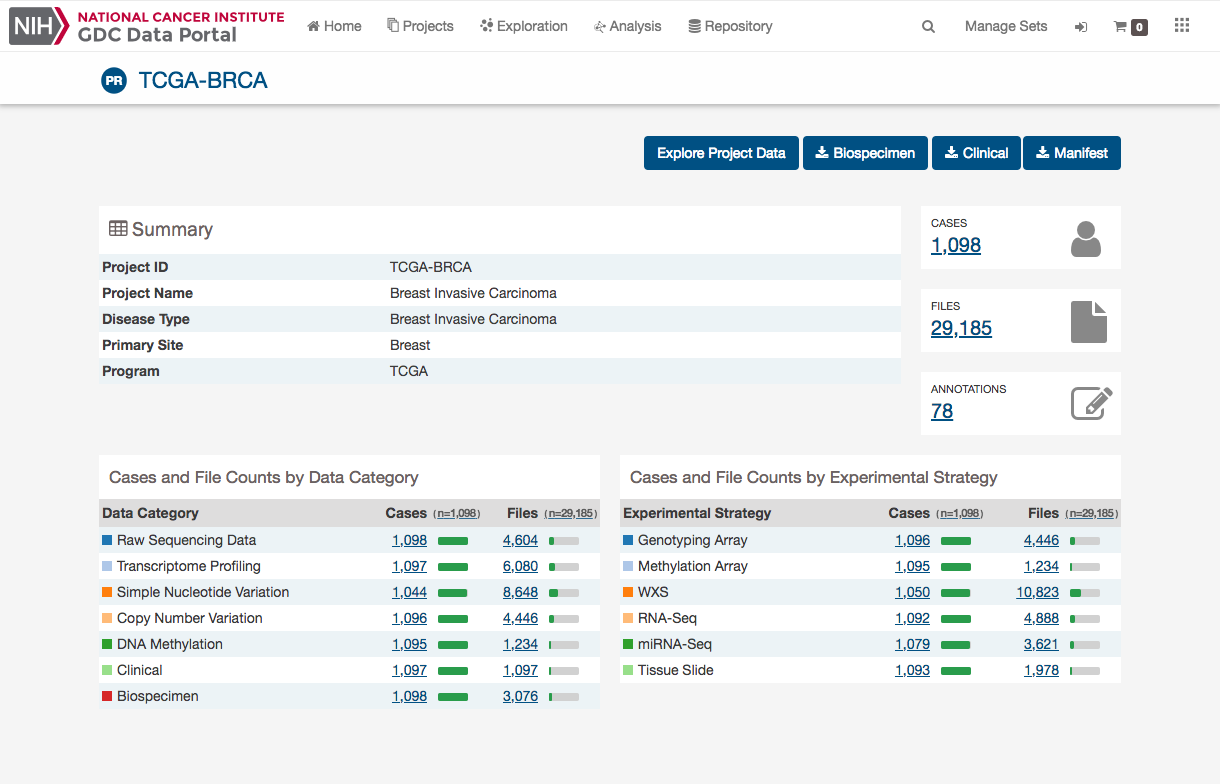 NIH NATIONAL CANCER INSTITUTE
GDC Data Portal
Home Projects Exploration Analysis Repository Manage Sets 0
PR TCGA-BRCA
Explore Project Data Biospecimen Clinical Manifest
Summary
Project ID TCGA-BRCA
Project Name Breast Invasive Carcinoma
Disease Type Breast Invasive Carcinoma
Primary Site Breast
Program TCGA
CASES
1,098
FILES
29,185
ANNOTATIONS
78
Cases and File Counts by Data Category
Data Category Cases (n=1,098) Files (n=29,185)
Raw Sequencing Data 1,098 4,604
Transcriptome Profiling 1,097 6,080
Simple Nucleotide Variation 1,044 8,648
Copy Number Variation 1,096 4,446
DNA Methylation 1,095 1,234
Clinical 1,097 1,097
Biospecimen 1,098 3,076
Cases and File Counts by Experimental Strategy
Experimental Strategy Cases (n=1,098) Files (n=29,185)
Genotyping Array 1,096 4,446
Methylation Array 1,095 1,234
WXS 1,050 10,823
RNA-Seq 1,092 4,888
miRNA-Seq 1,079 3,621
Tissue Slide 1,093 1,978